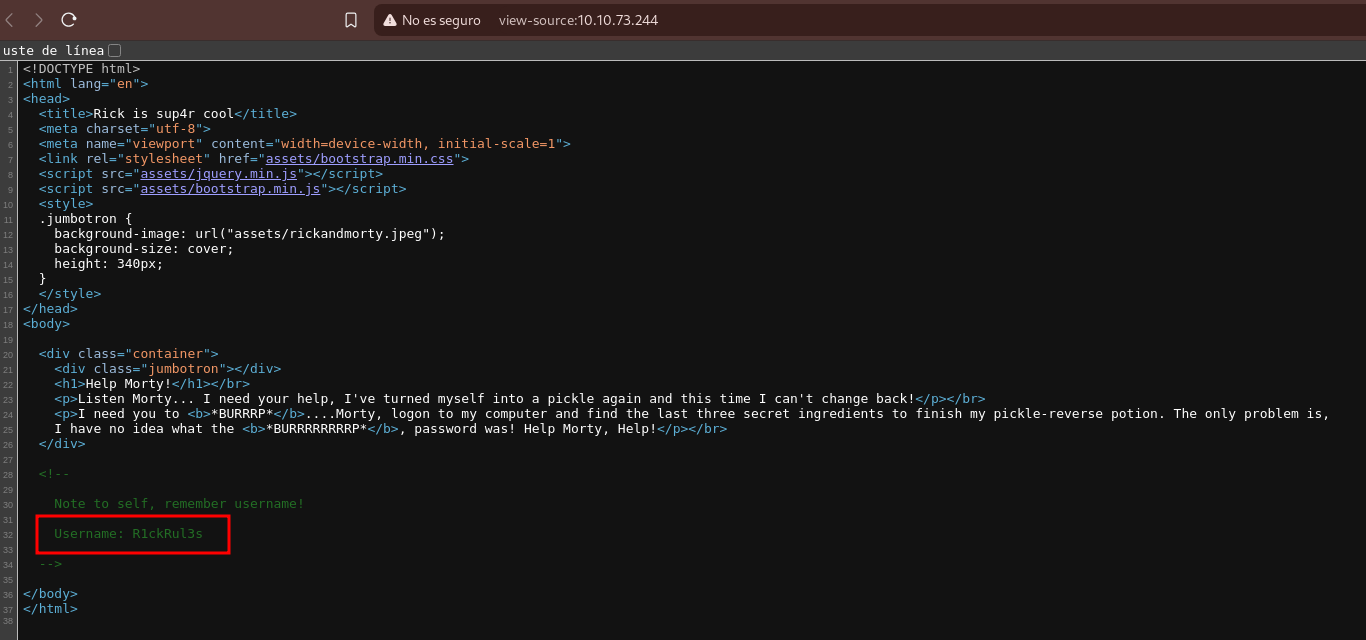 No es seguro view-source:10.10.73.244
uste de línea
1 <!DOCTYPE html>
2 <html lang="en">
3 <head>
4 <title>Rick is sup4r cool</title>
5 <meta charset="utf-8">
6 <meta name="viewport" content="width=device-width, initial-scale=1">
7 <link rel="stylesheet" href="assets/bootstrap.min.css">
8 <script src="assets/jquery.min.js"></script>
9 <script src="assets/bootstrap.min.js"></script>
10 <style>
11 .jumbotron {
12 background-image: url("assets/rickandmorty.jpeg");
13 background-size: cover;
14 height: 340px;
15 }
16 </style>
17 </head>
18 <body>
19
20 <div class="container">
21 <div class="jumbotron"></div>
22 <h1>Help Morty!</h1></br>
23 <p>Listen Morty... I need your help, I've turned myself into a pickle again and this time I can't change back!</p></br>
24 <p>I need you to <b>*BURRRP*</b>....Morty, logon to my computer and find the last three secret ingredients to finish my pickle-reverse potion. The only problem is,
25 I have no idea what the <b>*BURRRRRRRRP*</b>, password was! Help Morty, Help!</p></br>
26 </div>
27
28 <!--
29
30 Note to self, remember username!
31
32 Username: R1ckRul3s
33
34 -->
35
36 </body>
37 </html>
38